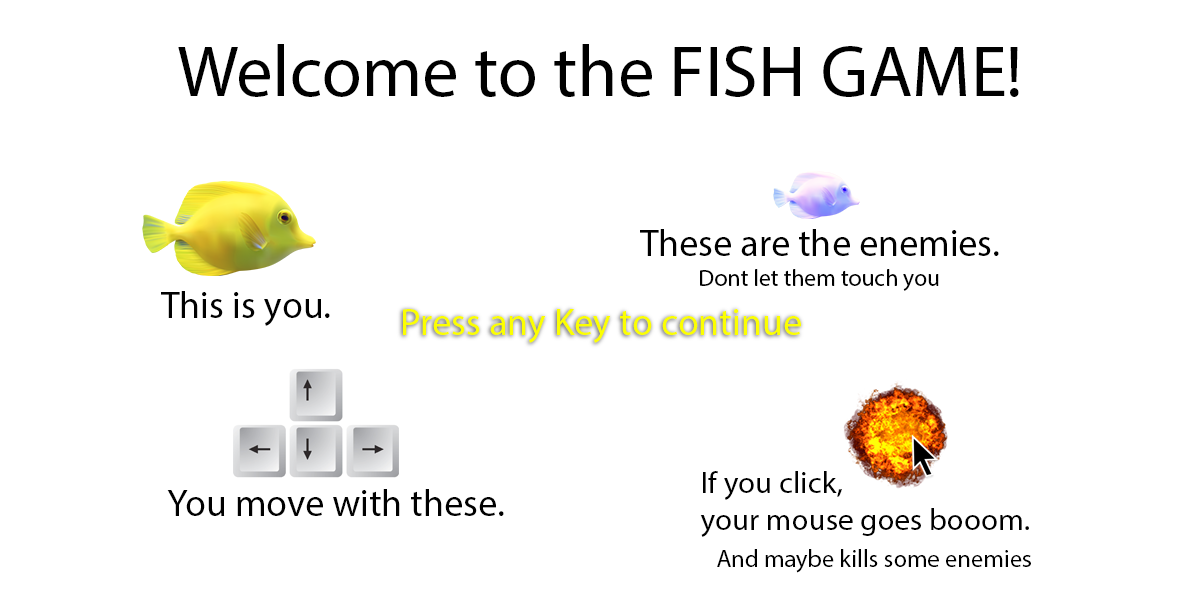 Welcome to the FISH GAME!
This is you.
These are the enemies.
Dont let them touch you
Press any Key to continue
You move with these.
If you click,
your mouse goes booom.
And maybe kills some enemies